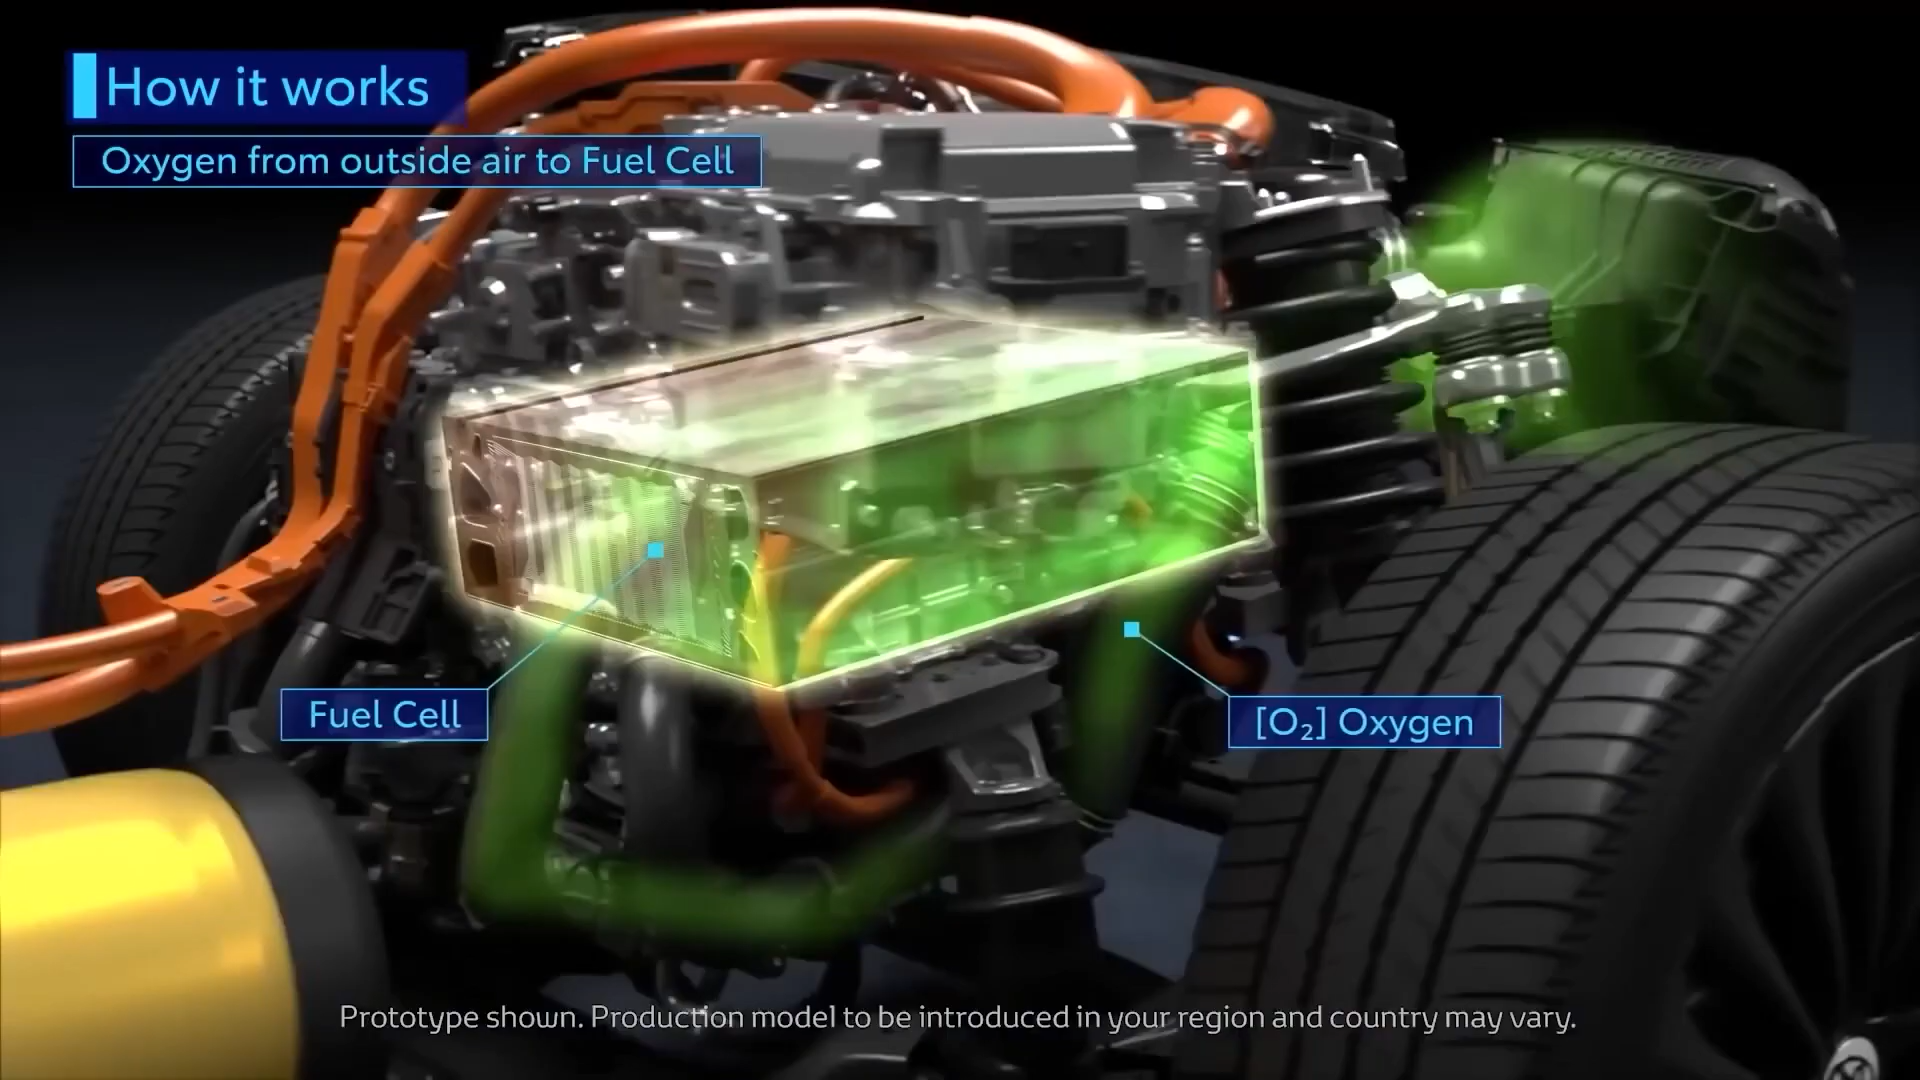 How it works
Oxygen from outside air to Fuel Cell
Fuel Cell
[O₂] Oxygen
Prototype shown. Production model to be introduced in your region and country may vary.